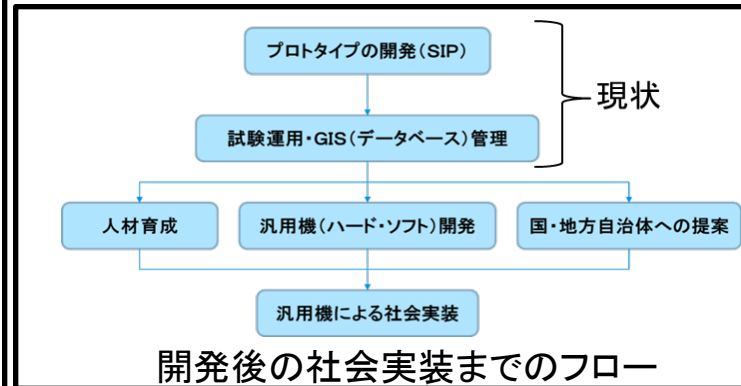 プロトタイプの開発(SIP)
現状
試験運用・GIS(データベース)管理
人材育成
汎用機(ハード・ソフト)開発
国・地方自治体への提案
汎用機による社会実装
開発後の社会実装までのフロー